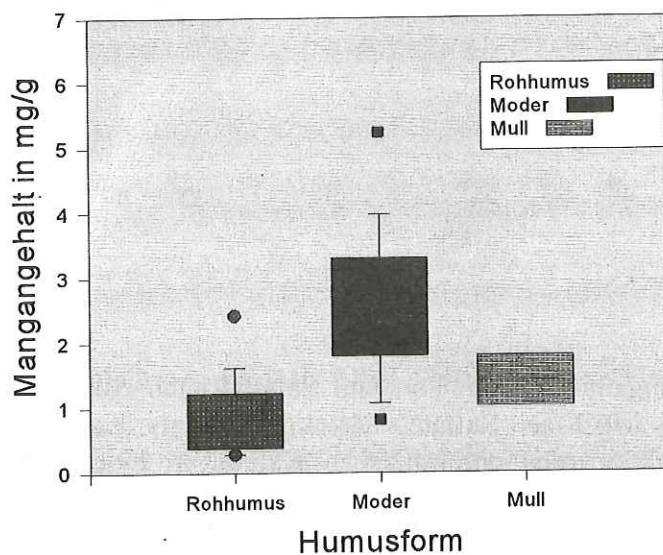 Mangangehalt in mg/g
7
6
5
4
3
2
1
0
Rohhumus
Moder
Mull
Rohhumus
Moder
Mull
Humusform